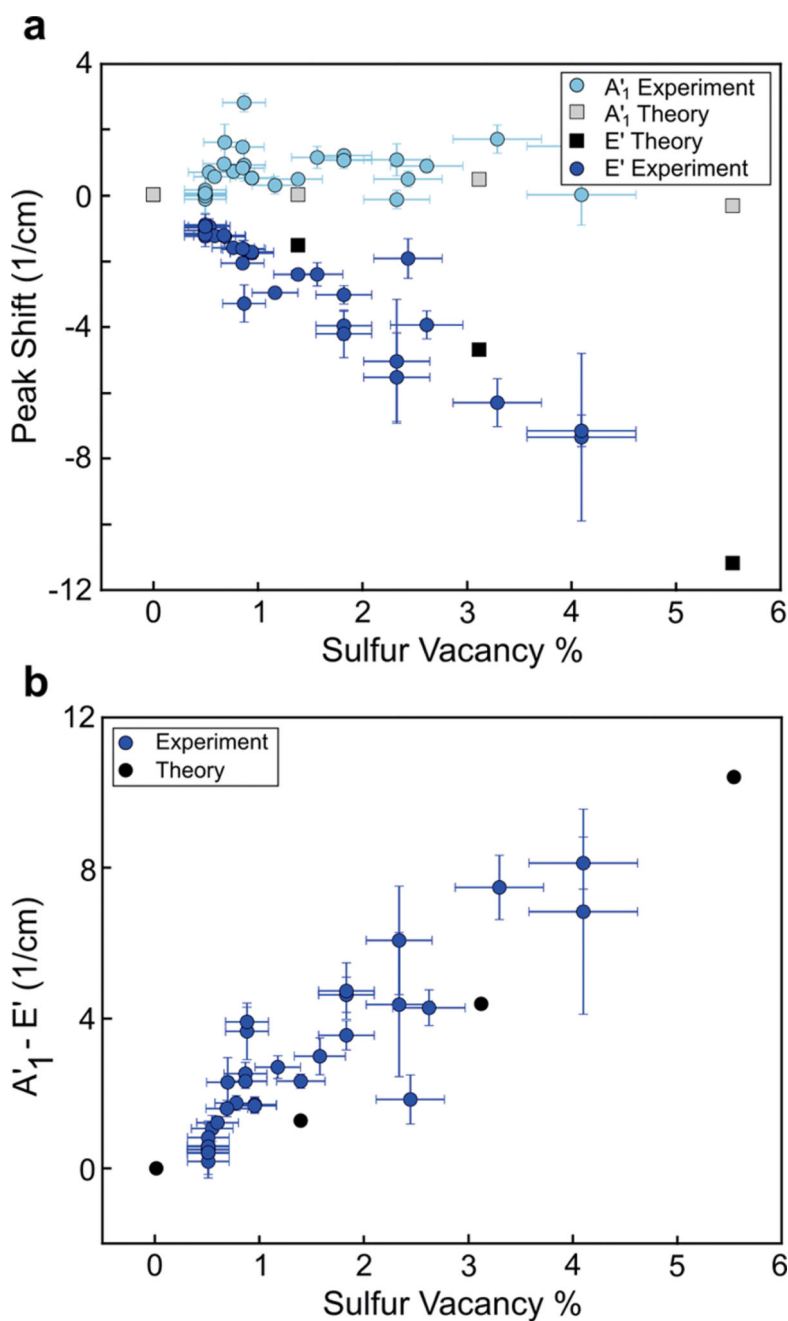 a
4
0
-4
-8
-12
Peak Shift (1/cm)
A'1 Experiment
A'1 Theory
E' Theory
E' Experiment
0 1 2 3 4 5 6
Sulfur Vacancy %
b
12
8
4
0
A'1 - E' (1/cm)
Experiment
Theory
0 1 2 3 4 5 6
Sulfur Vacancy %